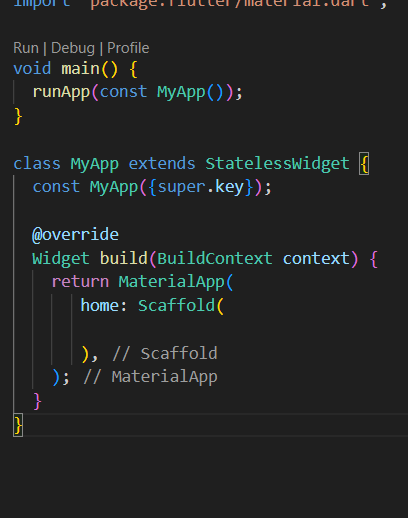 import 'package:flutter/material.dart';
Run | Debug | Profile
void main() {
  runApp(const MyApp());
}
class MyApp extends StatelessWidget {
  const MyApp({super.key});
  @override
  Widget build(BuildContext context) {
    return MaterialApp(
      home: Scaffold(
      ), // Scaffold
    ); // MaterialApp
  }
}